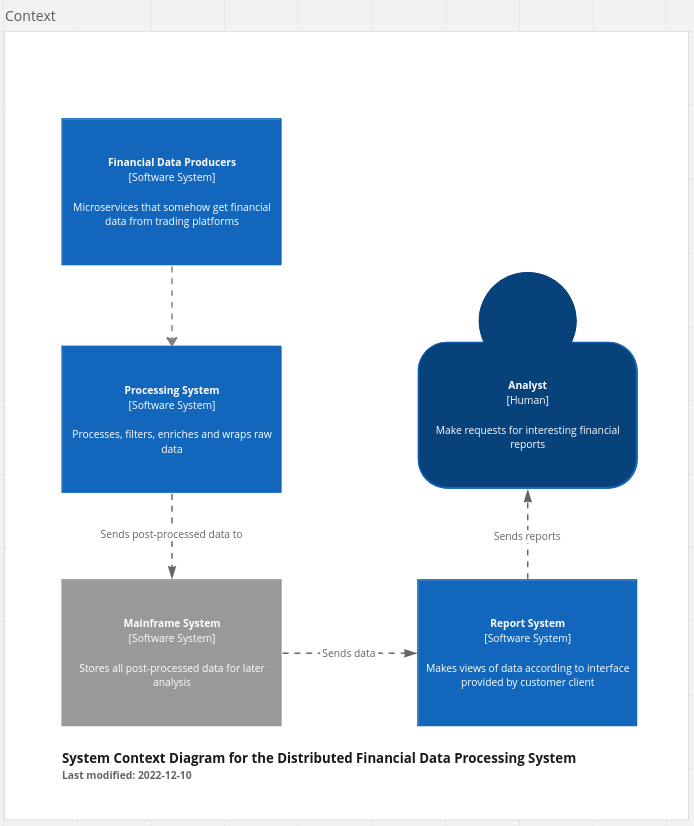 Context
Financial Data Producers
[Software System]
Microservices that somehow get financial
data from trading platforms
Processing System
[Software System]
Processes, filters, enriches and wraps raw
data
Analyst
[Human]
Make requests for interesting financial
reports
Sends post-processed data to
Sends reports
Mainframe System
[Software System]
Stores all post-processed data for later
analysis
Sends data
Report System
[Software System]
Makes views of data according to interface
provided by customer client
System Context Diagram for the Distributed Financial Data Processing System
Last modified: 2022-12-10